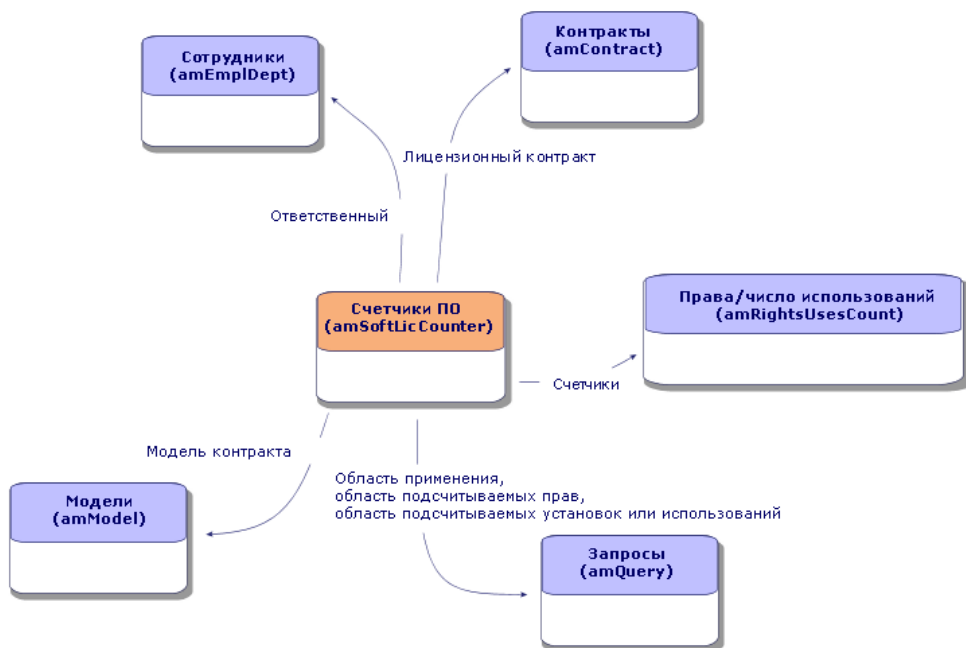 Контракты
(amContract)
Сотрудники
(amEmplDept)
Лицензионный контракт
Ответственный
Счетчики ПО
(amSoftLicCounter)
Права/число использований
(amRightsUsesCount)
Счетчики
Модель контракта
Область применения,
область подсчитываемых прав,
область подсчитываемых установок или использований
Модели
(amModel)
Запросы
(amQuery)